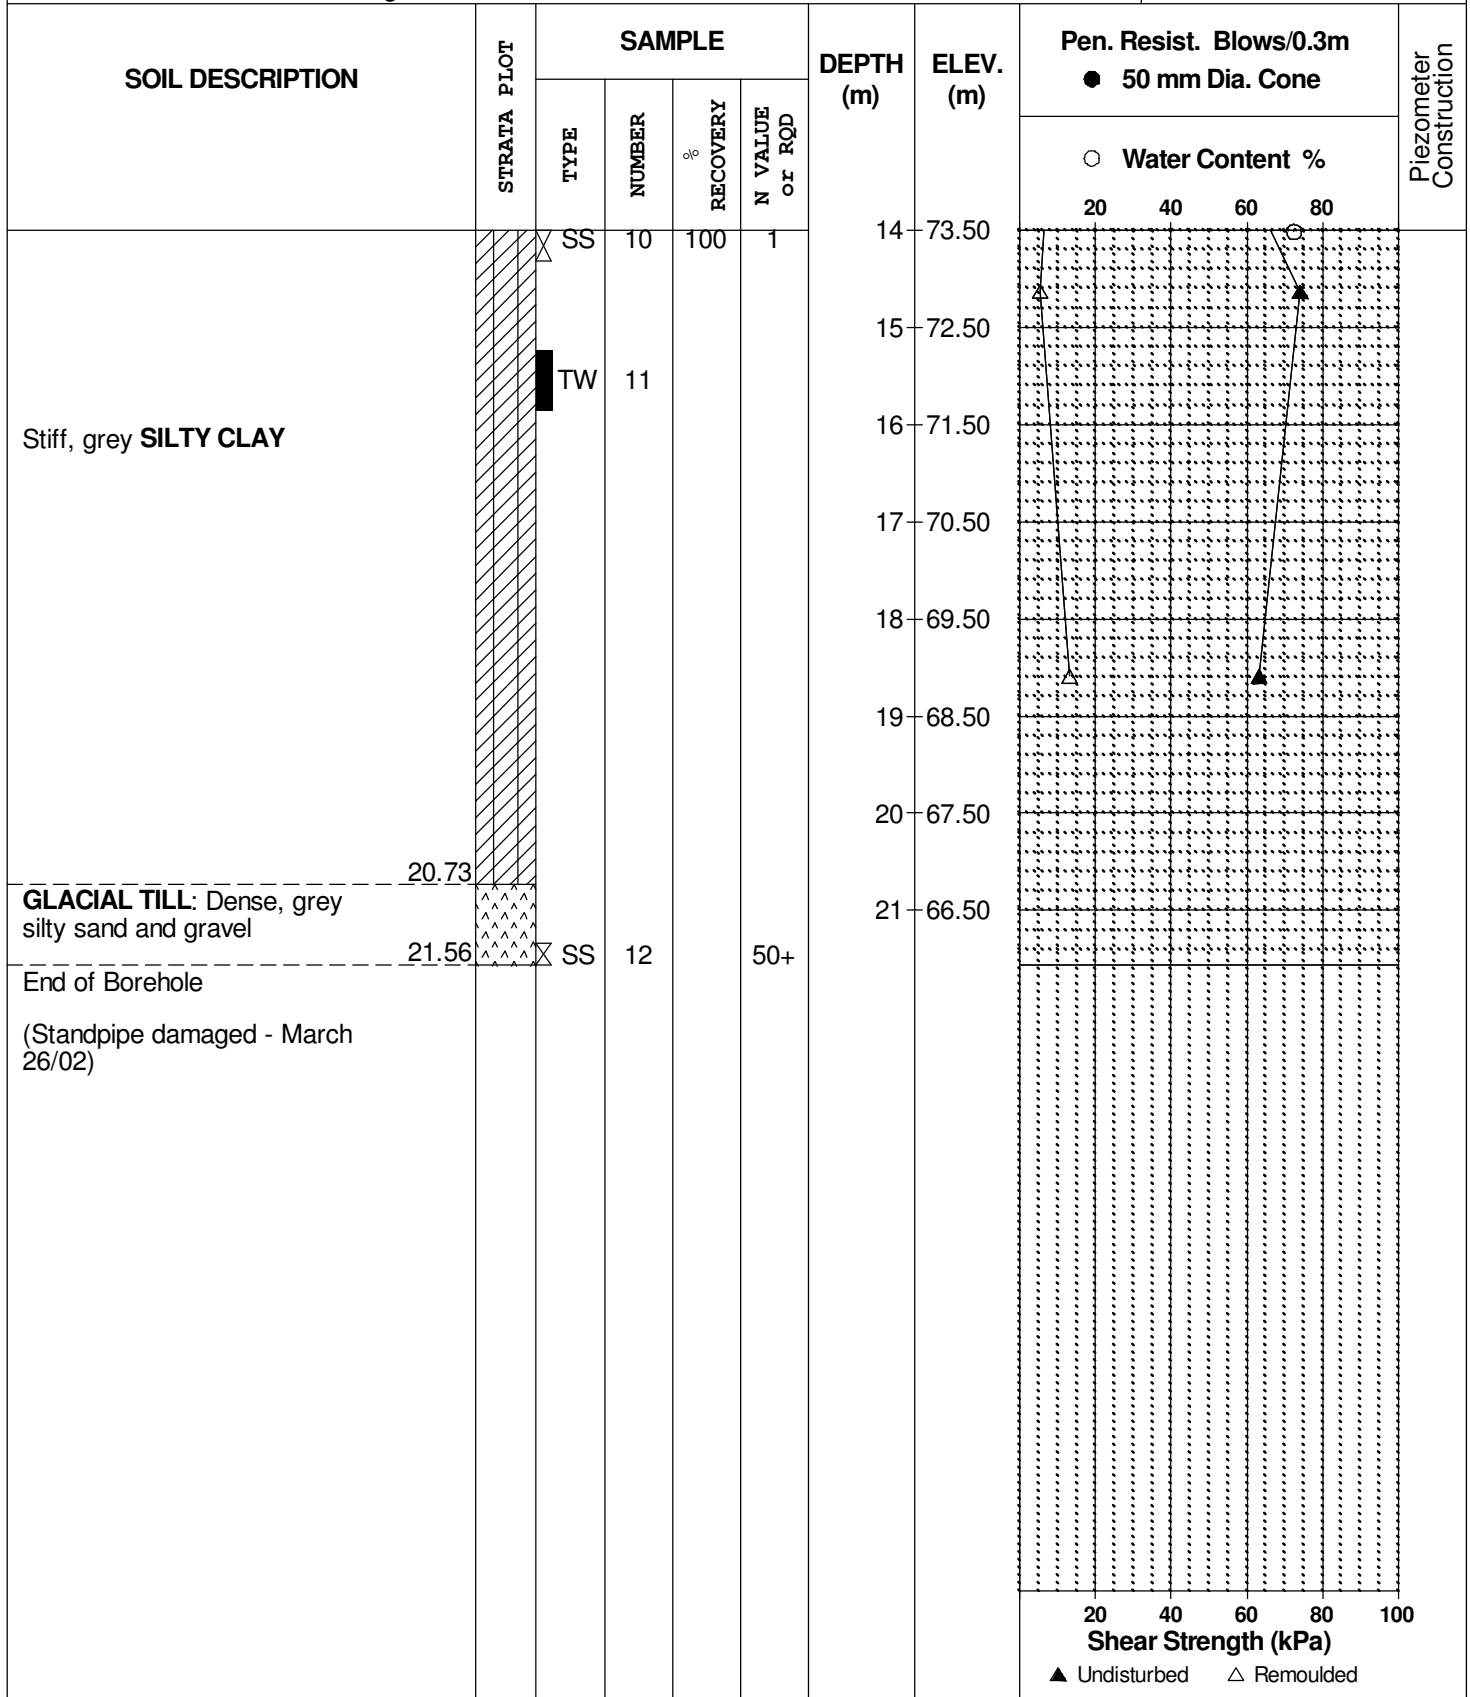 SOIL DESCRIPTION
STRATA PLOT
SAMPLE
TYPE
NUMBER
%
RECOVERY
N VALUE
or RQD
DEPTH
(m)
ELEV.
(m)
Pen. Resist. Blows/0.3m
● 50 mm Dia. Cone
○ Water Content %
20 40 60 80
Piezometer
Construction
SS 10 100 1
14 73.50
15 72.50
TW 11
16 71.50
Stiff, grey SILTY CLAY
17 70.50
18 69.50
19 68.50
20 67.50
20.73
GLACIAL TILL: Dense, grey
silty sand and gravel
21 66.50
21.56
SS 12 50+
End of Borehole
(Standpipe damaged - March
26/02)
20 40 60 80 100
Shear Strength (kPa)
▲ Undisturbed △ Remoulded